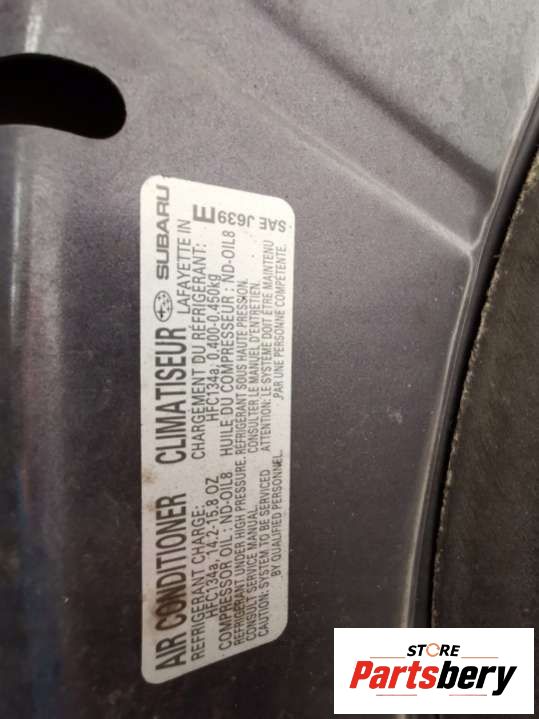 AIR CONDITIONER CLIMATISEUR SUBARU
REFRIGERANT CHARGE: CHARGEMENT DU RÉFRIGERANT: LAFAYETTE IN
HFC134a, 14.2-15.8 OZ HFC134a, 0.400-0.450kg E
COMPRESSOR OIL: ND-OIL8 HUILE DU COMPRESSEUR: ND-OIL8
REFRIGERANT UNDER HIGH PRESSURE. RÉFRIGERANT SOUS HAUTE PRESSION.
CONSULT SERVICE MANUAL. CONSULTER LE MANUEL D'ENTRETIEN.
CAUTION: SYSTEM TO BE SERVICED ATTENTION: LE SYSTÈME DOIT ÊTRE MAINTENU SAE J639
BY QUALIFIED PERSONNEL. PAR UNE PERSONNE COMPÉTENTE.
STORE
Partsbery